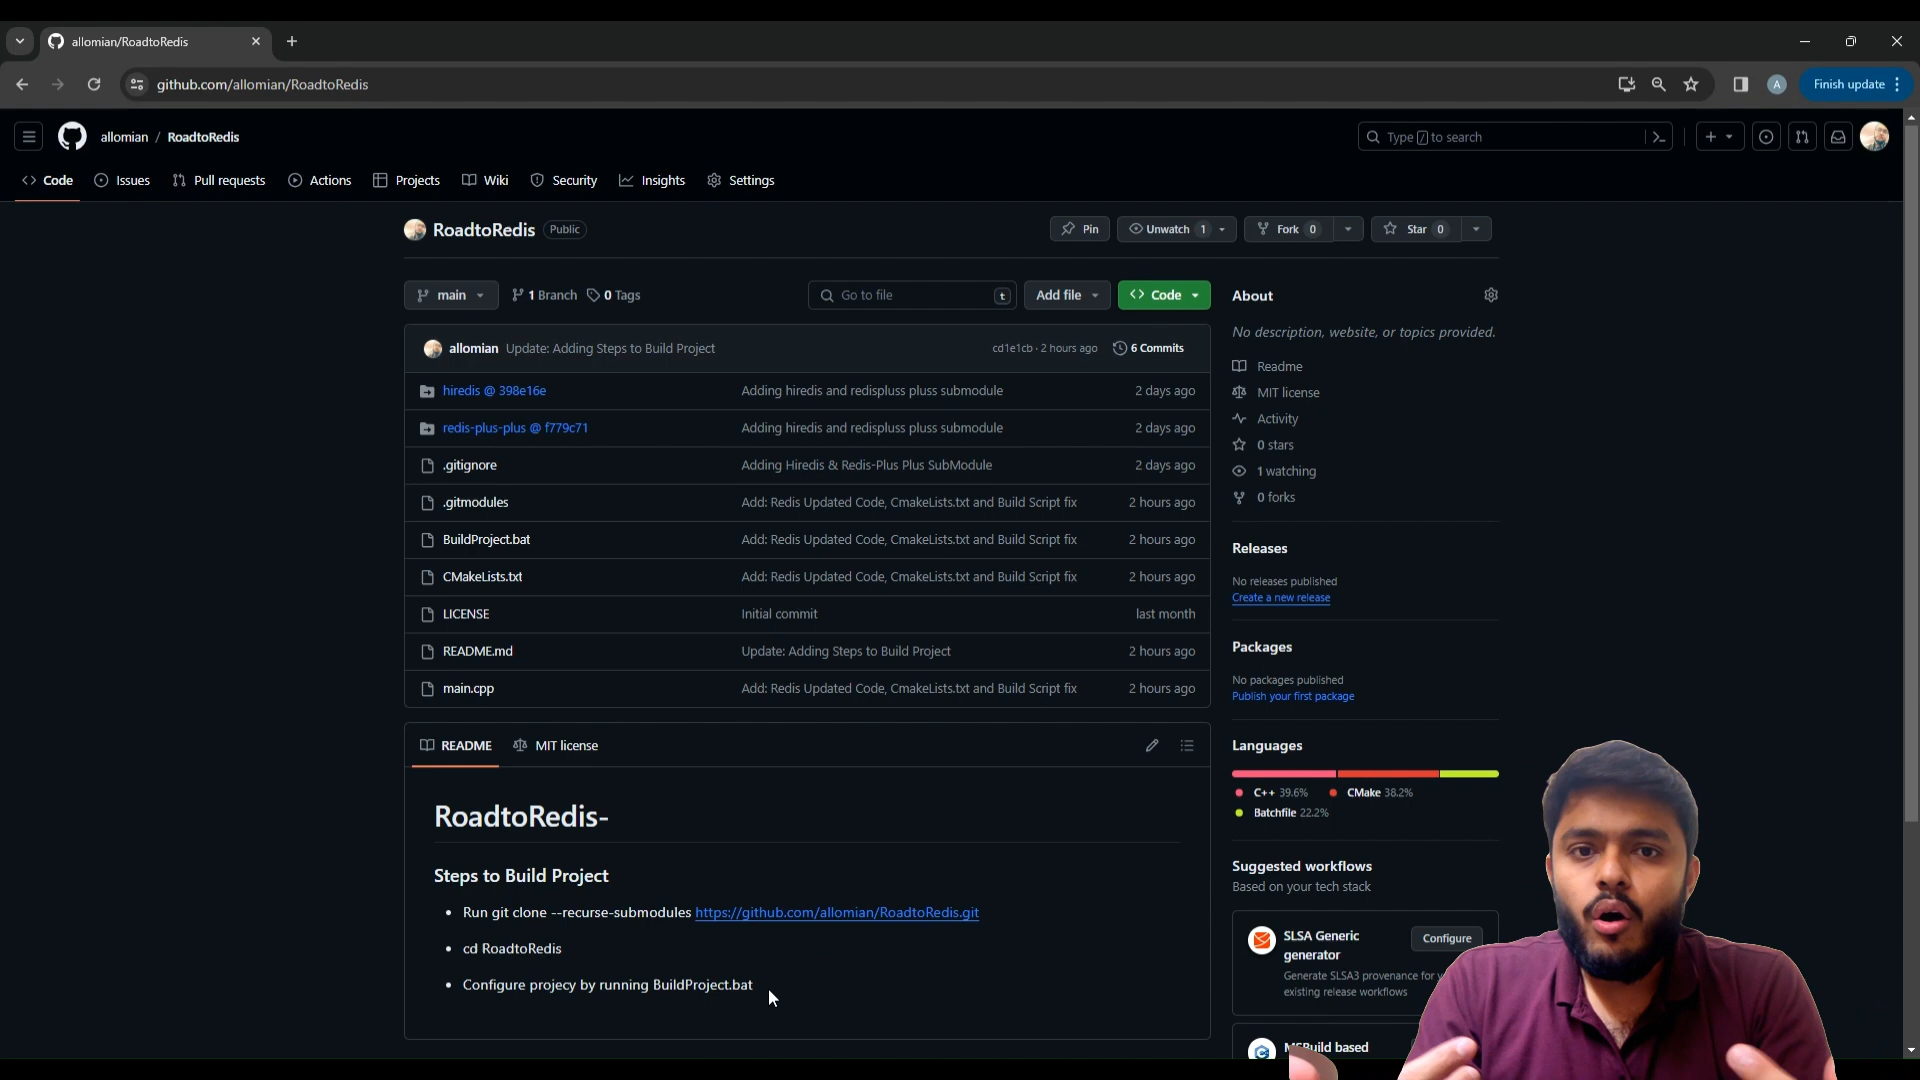 allomian/RoadtoRedis
github.com/allomian/RoadtoRedis
A
Finish update
allomian / RoadtoRedis
Type / to search
Code
Issues
Pull requests
Actions
Projects
Wiki
Security
Insights
Settings
RoadtoRedis Public
Pin
Unwatch 1
Fork 0
Star 0
main
1 Branch
0 Tags
Go to file t
Add file
Code
allomian Update: Adding Steps to Build Project cd1e1cb · 2 hours ago 6 Commits
hiredis @ 398e16e Adding hiredis and redispluss pluss submodule 2 days ago
redis-plus-plus @ f779c71 Adding hiredis and redispluss pluss submodule 2 days ago
.gitignore Adding Hiredis & Redis-Plus Plus SubModule 2 days ago
.gitmodules Add: Redis Updated Code, CmakeLists.txt and Build Script fix 2 hours ago
BuildProject.bat Add: Redis Updated Code, CmakeLists.txt and Build Script fix 2 hours ago
CMakeLists.txt Add: Redis Updated Code, CmakeLists.txt and Build Script fix 2 hours ago
LICENSE Initial commit last month
README.md Update: Adding Steps to Build Project 2 hours ago
main.cpp Add: Redis Updated Code, CmakeLists.txt and Build Script fix 2 hours ago
README
MIT license
RoadtoRedis-
Steps to Build Project
• Run git clone --recurse-submodules https://github.com/allomian/RoadtoRedis.git
• cd RoadtoRedis
• Configure projecy by running BuildProject.bat
About
No description, website, or topics provided.
Readme
MIT license
Activity
0 stars
1 watching
0 forks
Releases
No releases published
Create a new release
Packages
No packages published
Publish your first package
Languages
C++ 39.6% CMake 38.2%
Batchfile 22.2%
Suggested workflows
Based on your tech stack
SLSA Generic
generator
Configure
Generate SLSA3 provenance for
existing release workflows
MSBuild based